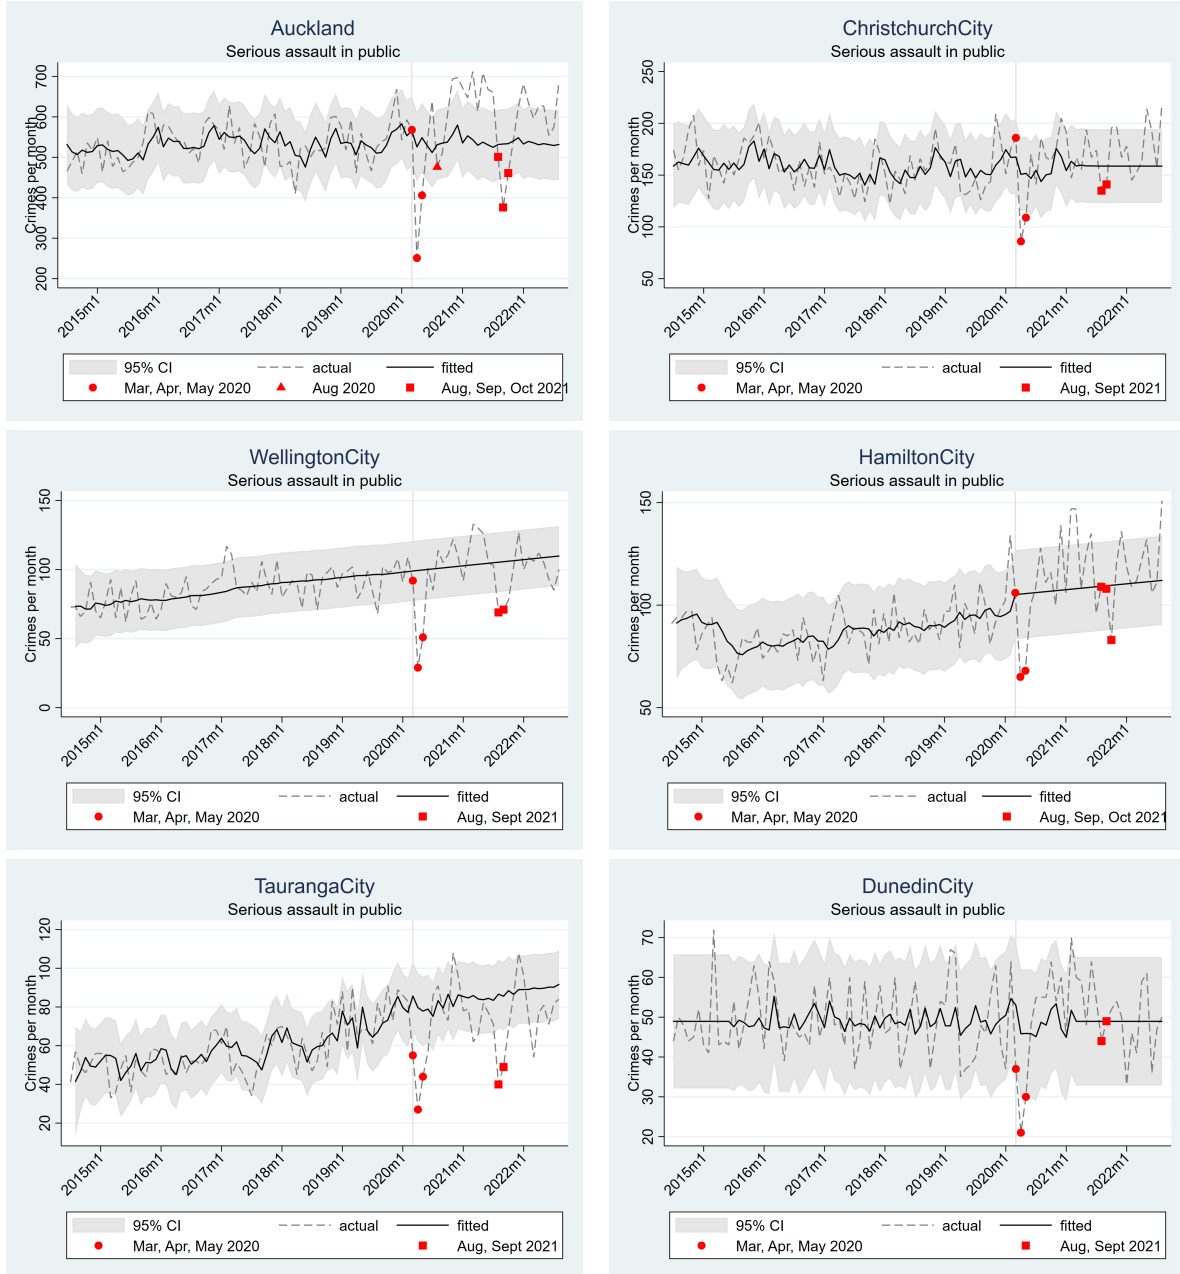 Auckland
Serious assault in public
Crimes per month
700
600
500
400
300
200
2015m1 2016m1 2017m1 2018m1 2019m1 2020m1 2021m1 2022m1
95% CI actual fitted
Mar, Apr, May 2020 Aug 2020 Aug, Sep, Oct 2021
ChristchurchCity
Serious assault in public
Crimes per month
250
200
150
100
50
2015m1 2016m1 2017m1 2018m1 2019m1 2020m1 2021m1 2022m1
95% CI actual fitted
Mar, Apr, May 2020 Aug, Sept 2021
WellingtonCity
Serious assault in public
Crimes per month
150
100
50
0
2015m1 2016m1 2017m1 2018m1 2019m1 2020m1 2021m1 2022m1
95% CI actual fitted
Mar, Apr, May 2020 Aug, Sept 2021
HamiltonCity
Serious assault in public
Crimes per month
150
100
50
2015m1 2016m1 2017m1 2018m1 2019m1 2020m1 2021m1 2022m1
95% CI actual fitted
Mar, Apr, May 2020 Aug, Sep, Oct 2021
TaurangaCity
Serious assault in public
Crimes per month
120
100
80
60
40
20
2015m1 2016m1 2017m1 2018m1 2019m1 2020m1 2021m1 2022m1
95% CI actual fitted
Mar, Apr, May 2020 Aug, Sept 2021
DunedinCity
Serious assault in public
Crimes per month
70
60
50
40
30
20
2015m1 2016m1 2017m1 2018m1 2019m1 2020m1 2021m1 2022m1
95% CI actual fitted
Mar, Apr, May 2020 Aug, Sept 2021